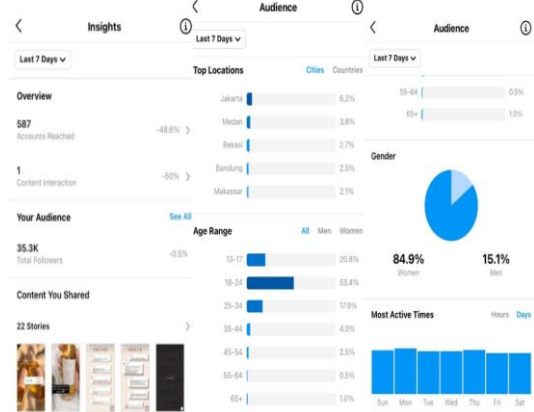 Insights
Last 7 Days
Overview
587
Accounts Reached
-48.6%
1
Content Interaction
-50%
Your Audience
See All
35.3K
Total Followers
-0.5%
Content You Shared
22 Stories
Audience
Last 7 Days
Top Locations
Cities
Countries
Jakarta
6.2%
Medan
3.8%
Bekasi
2.7%
Bandung
2.5%
Makassar
2.1%
Age Range
All
Men
Women
13-17
20.8%
18-24
53.4%
25-34
17.9%
35-44
4.0%
45-54
2.5%
55-64
0.5%
65+
1.0%
Audience
Last 7 Days
55-64
0.5%
65+
1.0%
Gender
84.9%
Women
15.1%
Men
Most Active Times
Hours
Days
Sun
Mon
Tue
Wed
Thu
Fri
Sat